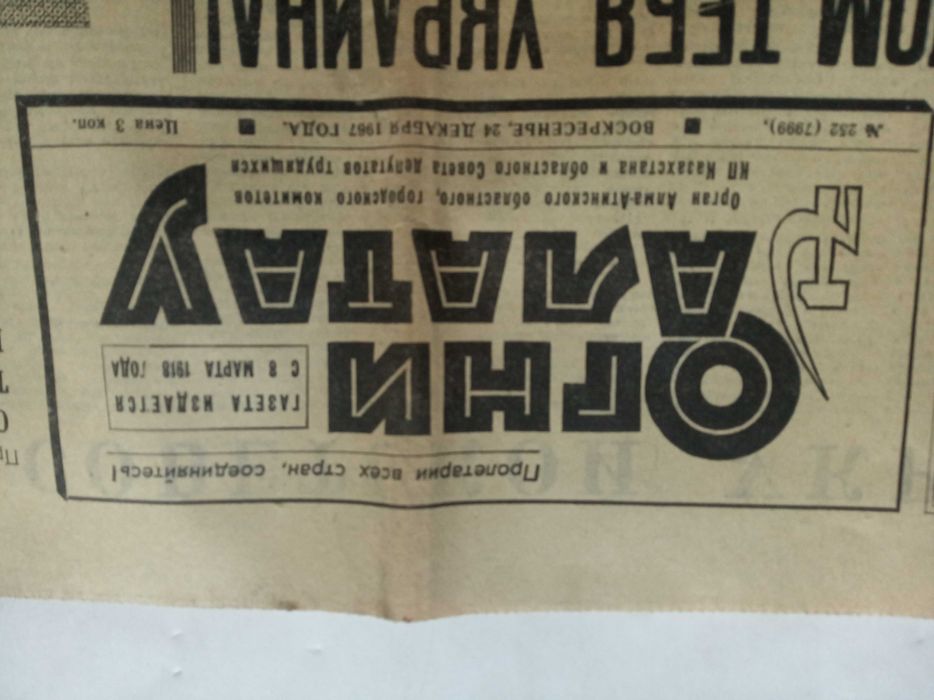 Пролетарии всех стран, соединяйтесь!
ОГНИ
АЛАТАУ
ГАЗЕТА ИЗДАЕТСЯ
С 8 МАРТА 1918 ГОДА
Орган Алма-Атинского областного, городского комитетов
КП Казахстана и областного Совета депутатов трудящихся
№ 252 (7999). ВОСКРЕСЕНЬЕ, 24 ДЕКАБРЯ 1967 ГОДА. Цена 3 коп.
ТЕБЯ УКРАИНА!